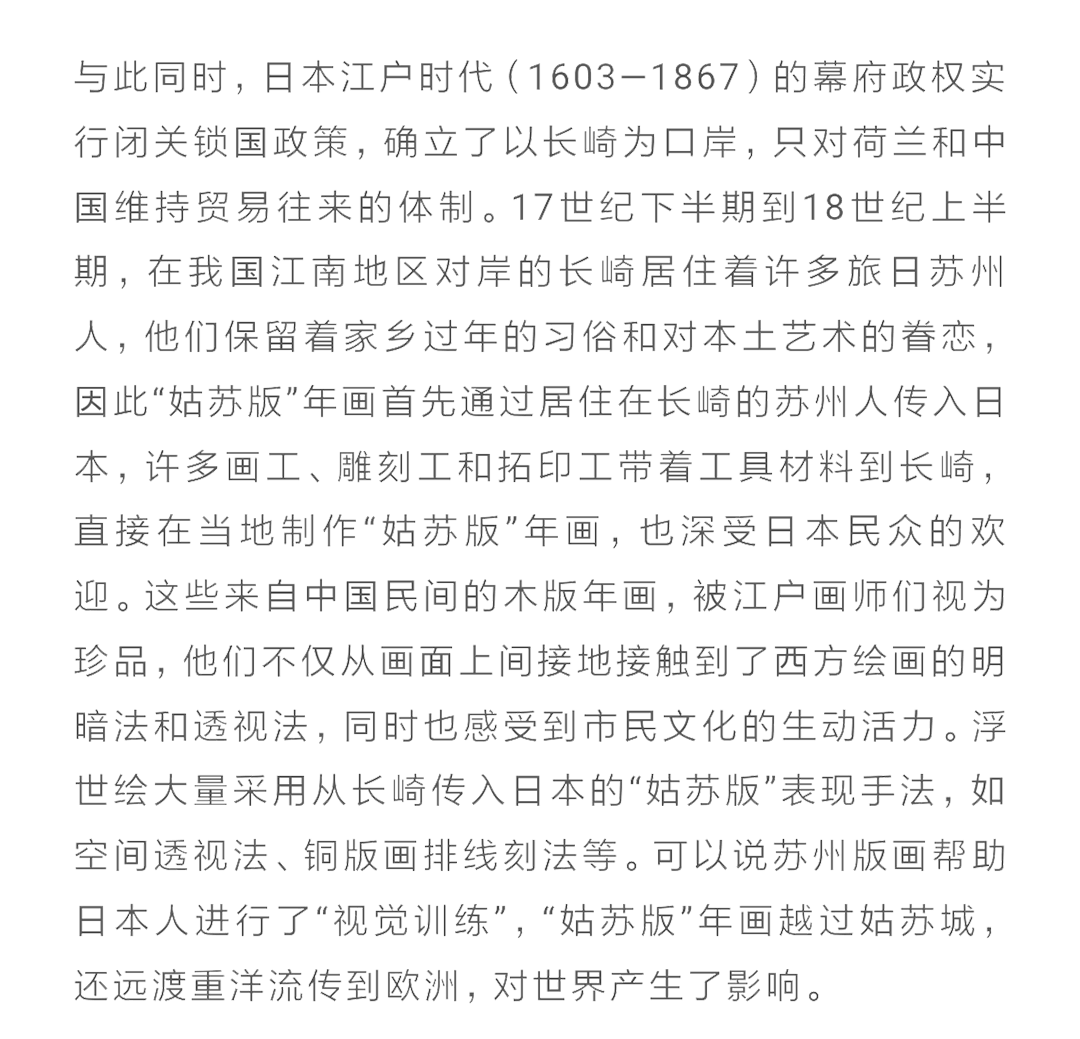 与此同时，日本江户时代（1603—1867）的幕府政权实
行闭关锁国政策，确立了以长崎为口岸，只对荷兰和中
国维持贸易往来的体制。17世纪下半期到18世纪上半
期，在我国江南地区对岸的长崎居住着许多旅日苏州
人，他们保留着家乡过年的习俗和对本土艺术的眷恋，
因此“姑苏版”年画首先通过居住在长崎的苏州人传入日
本，许多画工、雕刻工和拓印工带着工具材料到长崎，
直接在当地制作“姑苏版”年画，也深受日本民众的欢
迎。这些来自中国民间的木版年画，被江户画师们视为
珍品，他们不仅从画面上间接地接触到了西方绘画的明
暗法和透视法，同时也感受到市民文化的生动活力。浮
世绘大量采用从长崎传入日本的“姑苏版”表现手法，如
空间透视法、铜版画排线刻法等。可以说苏州版画帮助
日本人进行了“视觉训练”，“姑苏版”年画越过姑苏城，
还远渡重洋流传到欧洲，对世界产生了影响。